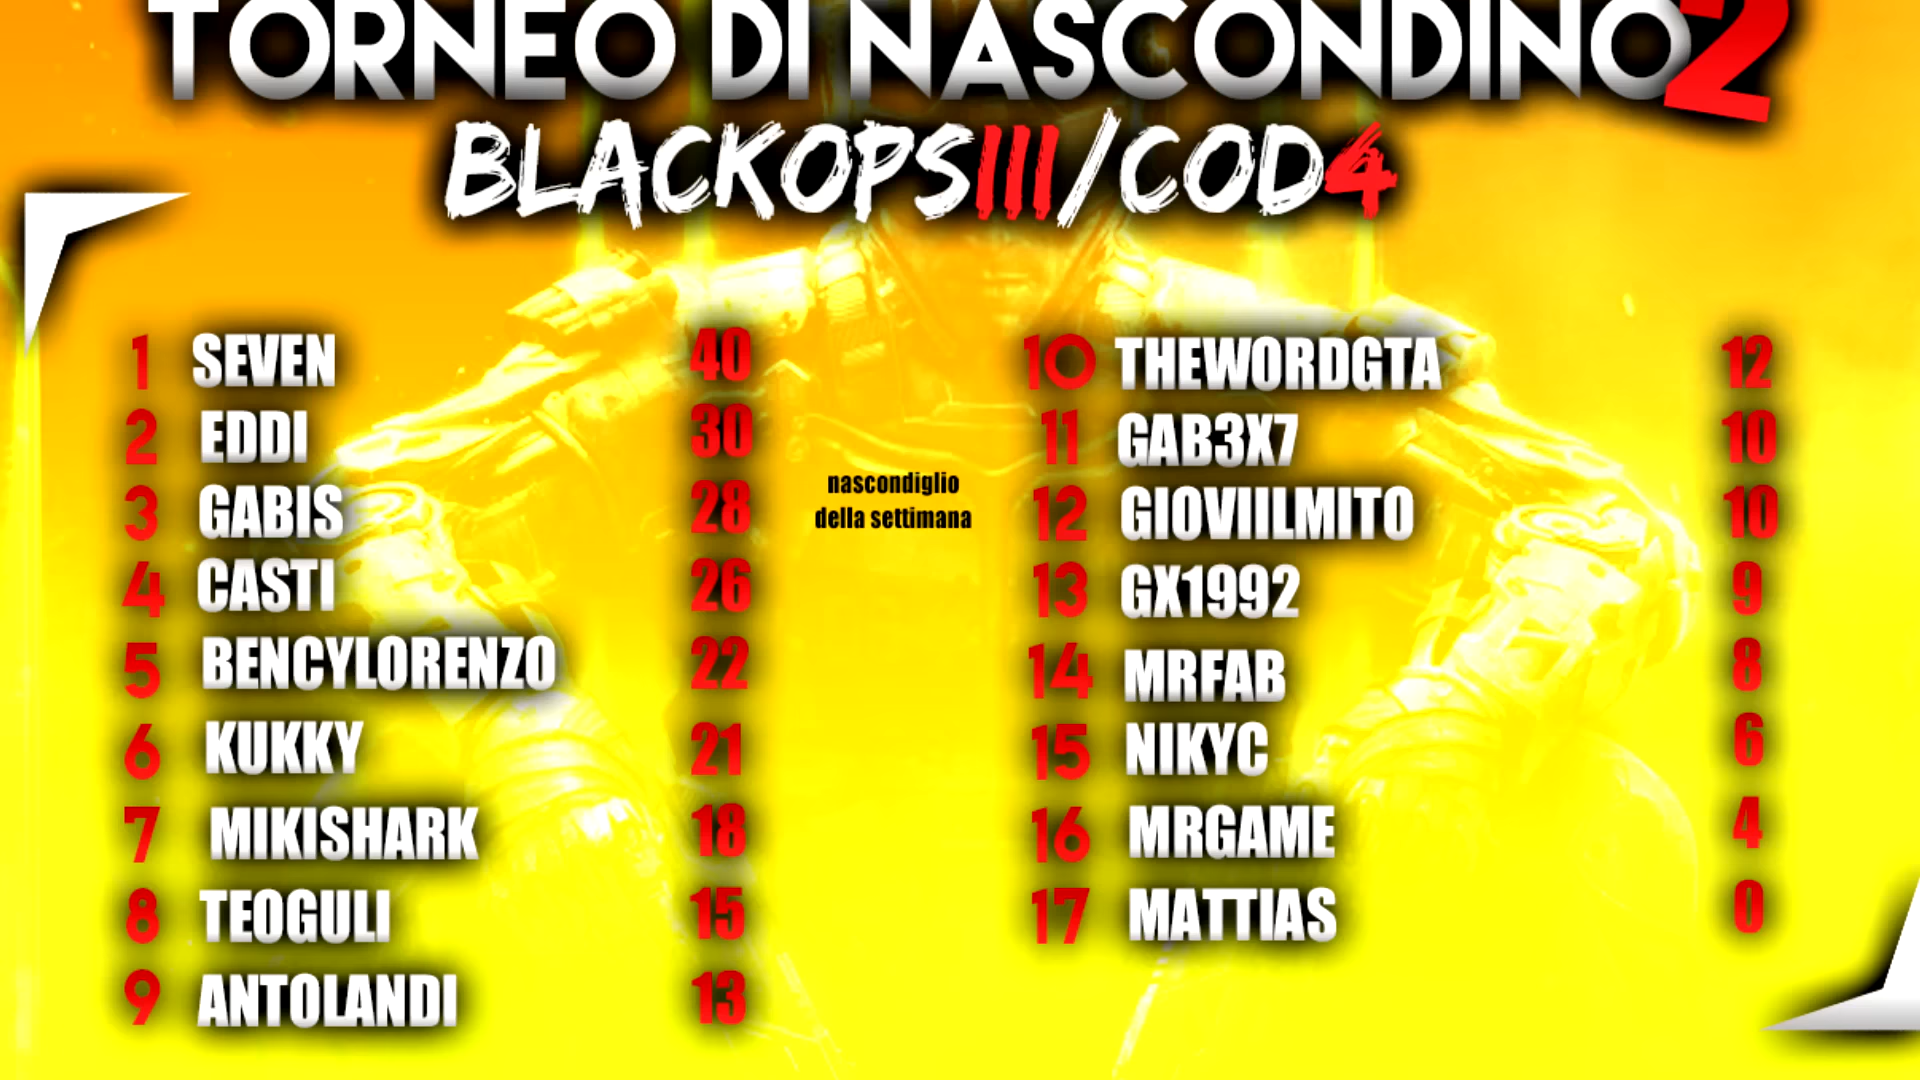 TORNEO DI NASCONDINO 2
BLACKOPSIII/COD4
1 SEVEN 40
2 EDDI 30
3 GABIS 28
4 CASTI 26
5 BENCYLORENZO 22
6 KUKKY 21
7 MIKISHARK 18
8 TEOGULI 15
9 ANTOLANDI 13
nascondiglio
della settimana
10 THEWORDGTA 12
11 GAB3X7 10
12 GIOVIILMITO 10
13 GX1992 9
14 MRFAB 8
15 NIKYC 6
16 MRGAME 4
17 MATTIAS 0